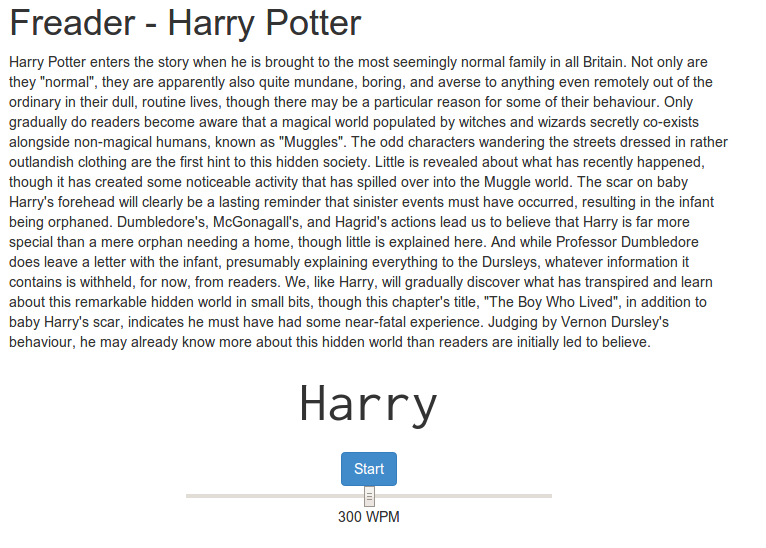 Freader - Harry Potter
Harry Potter enters the story when he is brought to the most seemingly normal family in all Britain. Not only are
they "normal", they are apparently also quite mundane, boring, and averse to anything even remotely out of the
ordinary in their dull, routine lives, though there may be a particular reason for some of their behaviour. Only
gradually do readers become aware that a magical world populated by witches and wizards secretly co-exists
alongside non-magical humans, known as "Muggles". The odd characters wandering the streets dressed in rather
outlandish clothing are the first hint to this hidden society. Little is revealed about what has recently happened,
though it has created some noticeable activity that has spilled over into the Muggle world. The scar on baby
Harry's forehead will clearly be a lasting reminder that sinister events must have occurred, resulting in the infant
being orphaned. Dumbledore's, McGonagall's, and Hagrid's actions lead us to believe that Harry is far more
special than a mere orphan needing a home, though little is explained here. And while Professor Dumbledore
does leave a letter with the infant, presumably explaining everything to the Dursleys, whatever information it
contains is withheld, for now, from readers. We, like Harry, will gradually discover what has transpired and learn
about this remarkable hidden world in small bits, though this chapter's title, "The Boy Who Lived", in addition to
baby Harry's scar, indicates he must have had some near-fatal experience. Judging by Vernon Dursley's
behaviour, he may already know more about this hidden world than readers are initially led to believe.
Harry
Start
300 WPM